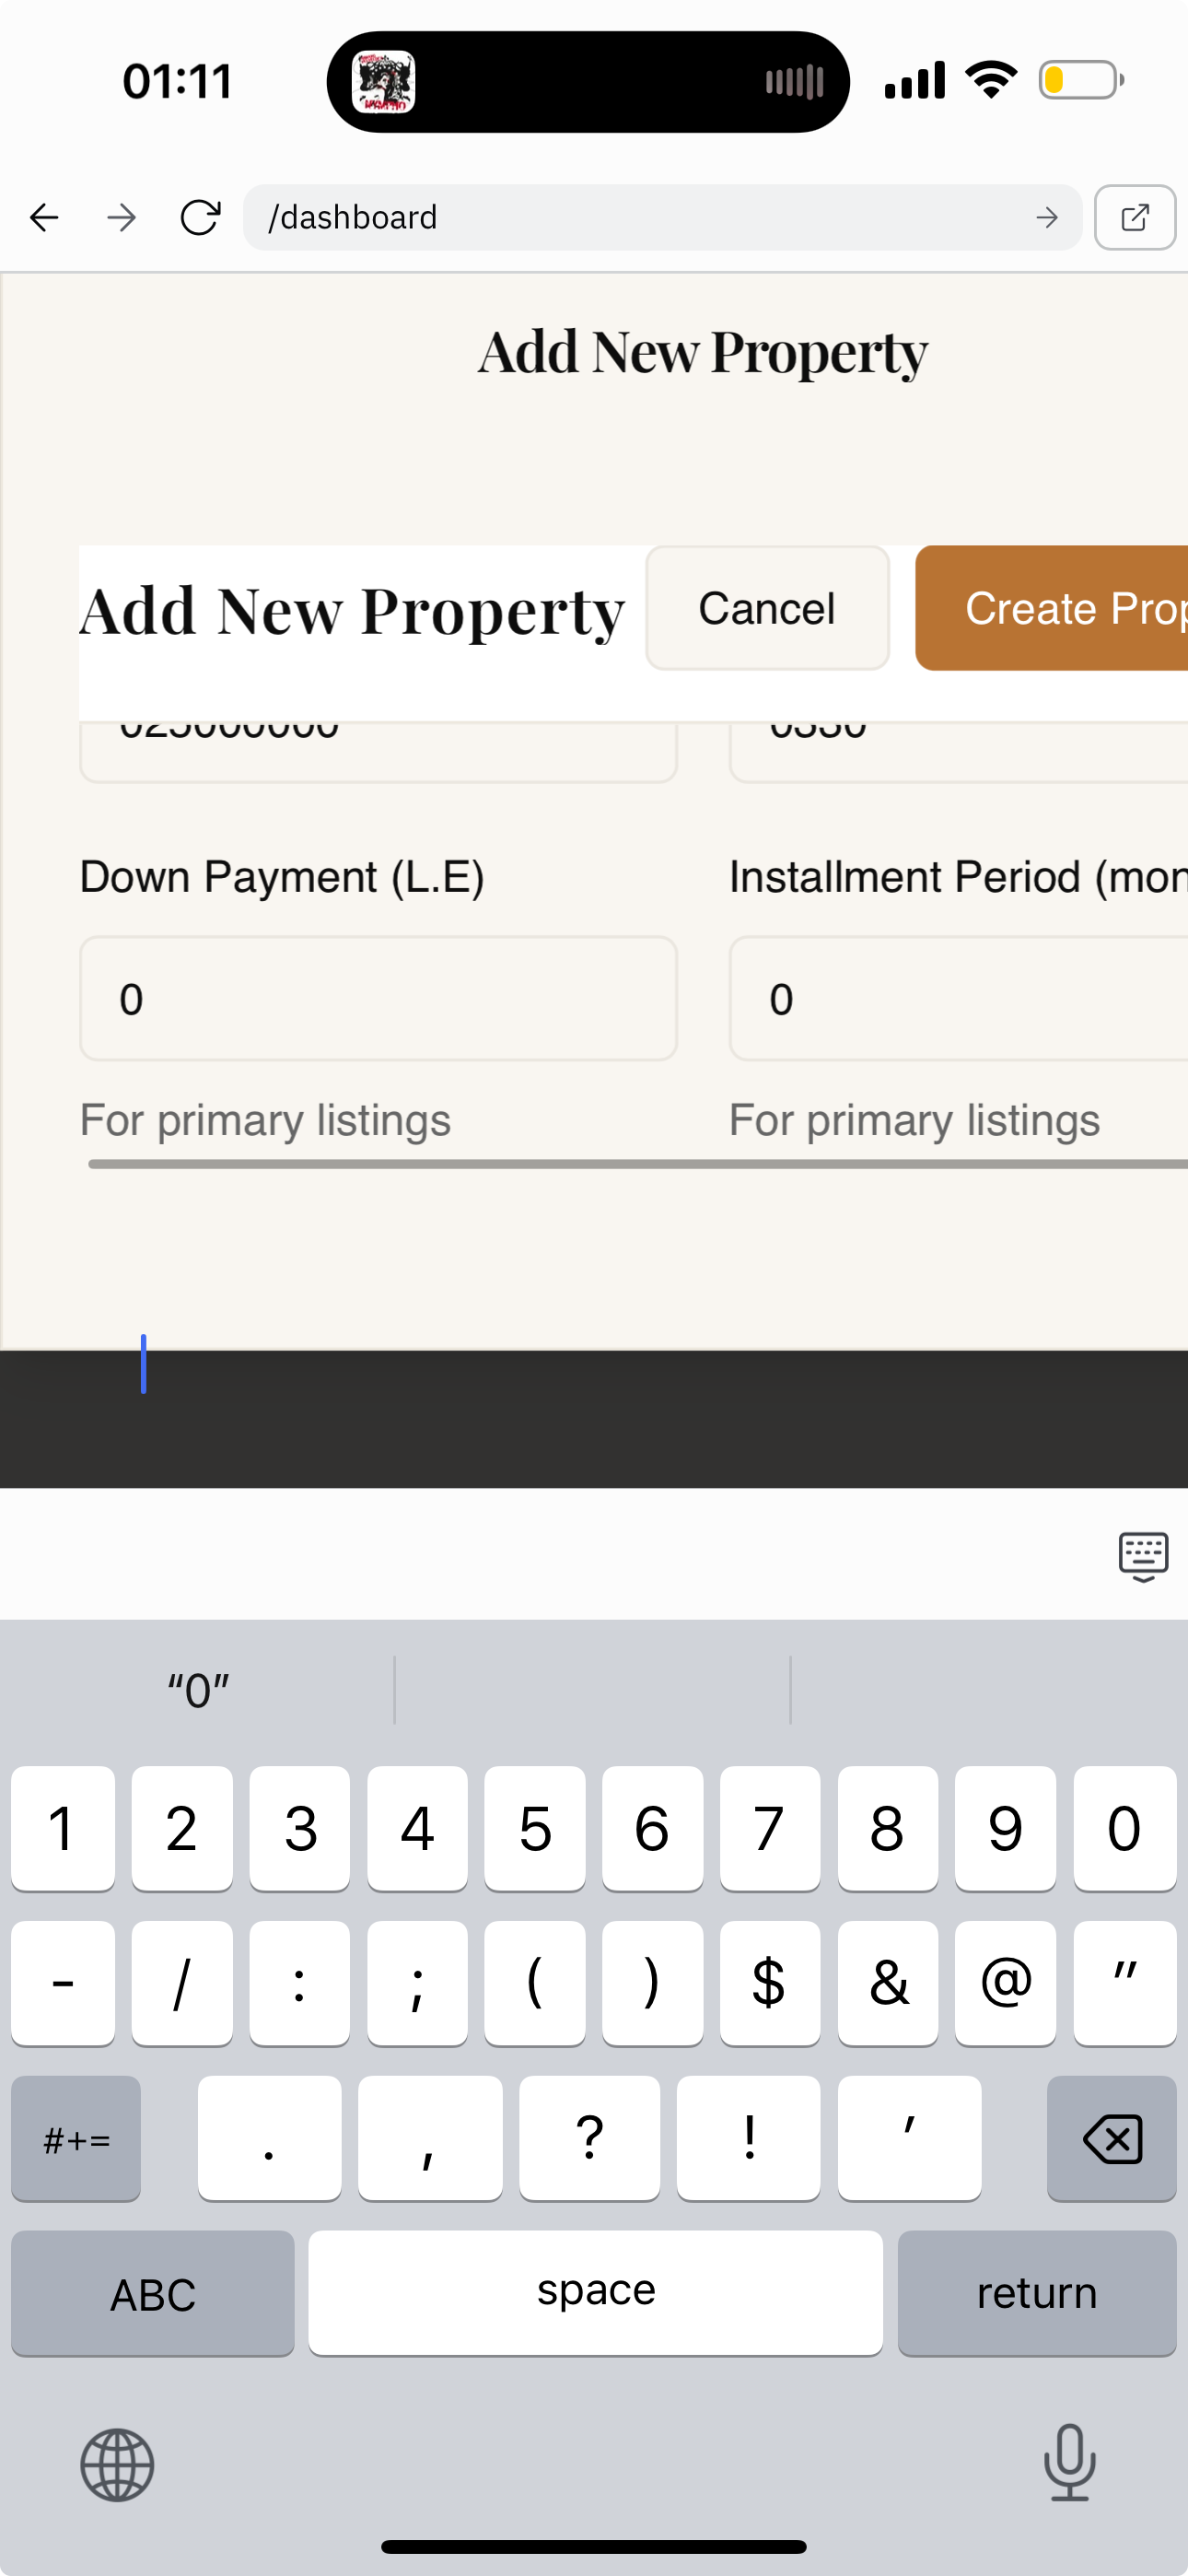 01:11
/dashboard
Add New Property
Add New Property
Cancel
Create Prop
Down Payment (L.E)
Installment Period (mon
0
0
For primary listings
For primary listings
“0”
1 2 3 4 5 6 7 8 9 0
- / : ; ( ) $ & @ "
#+= . , ? ! ’
ABC space return